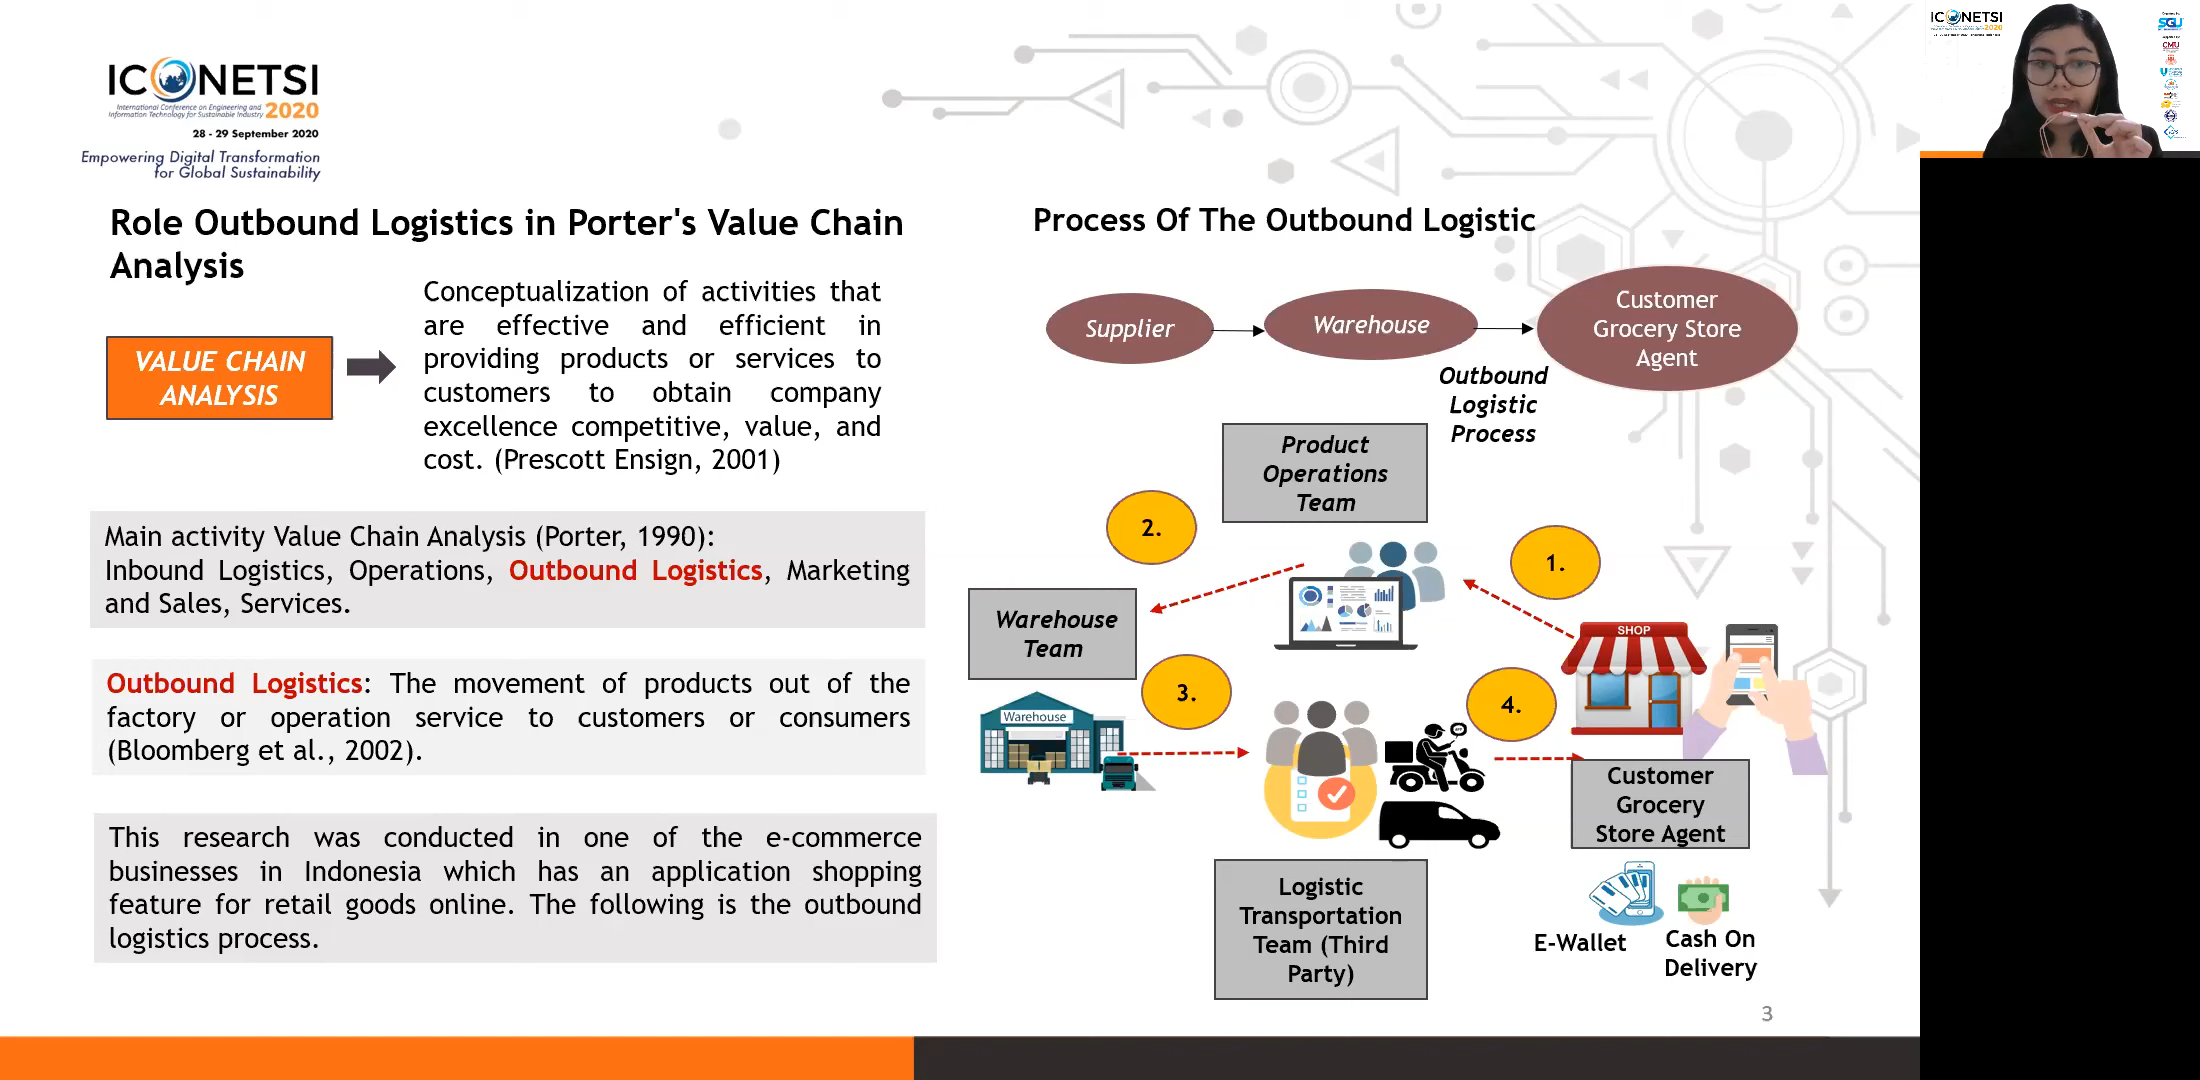 ICONETSI
International Conference on Engineering and
Information Technology for Sustainable Industry 2020
28 - 29 September 2020
Empowering Digital Transformation
for Global Sustainability
Role Outbound Logistics in Porter's Value Chain
Analysis
VALUE CHAIN
ANALYSIS
Conceptualization of activities that
are effective and efficient in
providing products or services to
customers to obtain company
excellence competitive, value, and
cost. (Prescott Ensign, 2001)
Main activity Value Chain Analysis (Porter, 1990):
Inbound Logistics, Operations, Outbound Logistics, Marketing
and Sales, Services.
Outbound Logistics: The movement of products out of the
factory or operation service to customers or consumers
(Bloomberg et al., 2002).
This research was conducted in one of the e-commerce
businesses in Indonesia which has an application shopping
feature for retail goods online. The following is the outbound
logistics process.
Process Of The Outbound Logistic
Supplier
Warehouse
Customer
Grocery Store
Agent
Outbound
Logistic
Process
Product
Operations
Team
2.
1.
Warehouse
Team
SHOP
3.
4.
Warehouse
Customer
Grocery
Store Agent
Logistic
Transportation
Team (Third
Party)
E-Wallet
Cash On
Delivery
3
ICONETSI
2020
SGU
CMU